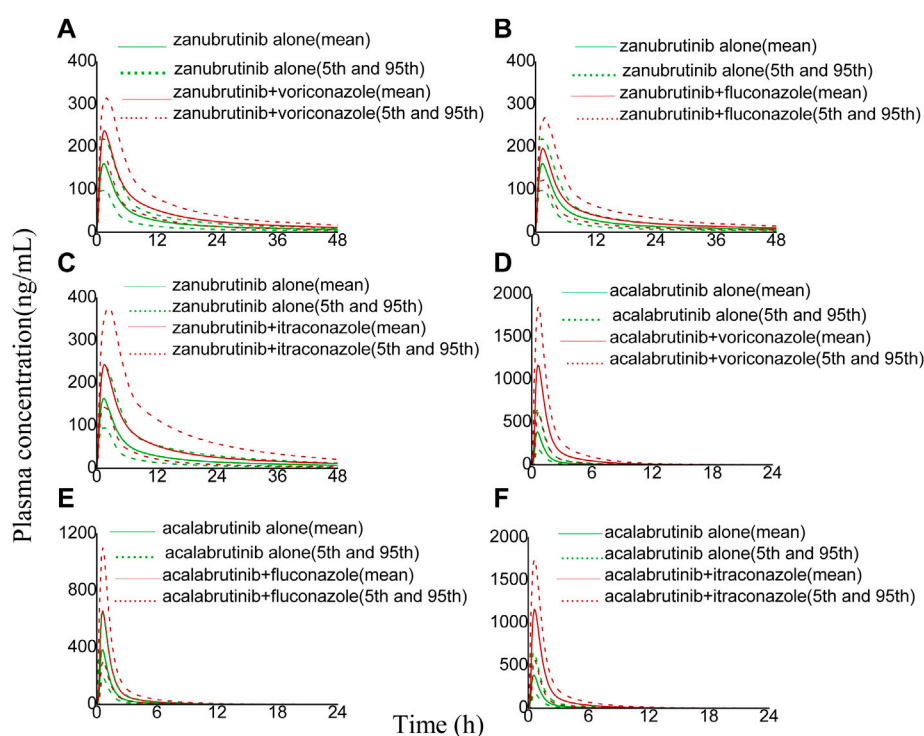 A
zanubrutinib alone(mean)
zanubrutinib alone(5th and 95th)
zanubrutinib+voriconazole(mean)
zanubrutinib+voriconazole(5th and 95th)
400
300
200
100
0
0 12 24 36 48
B
zanubrutinib alone(mean)
zanubrutinib alone(5th and 95th)
zanubrutinib+fluconazole(mean)
zanubrutinib+fluconazole(5th and 95th)
400
300
200
100
0
0 12 24 36 48
C
zanubrutinib alone(mean)
zanubrutinib alone(5th and 95th)
zanubrutinib+itraconazole(mean)
zanubrutinib+itraconazole(5th and 95th)
400
300
200
100
0
0 12 24 36 48
D
acalabrutinib alone(mean)
acalabrutinib alone(5th and 95th)
acalabrutinib+voriconazole(mean)
acalabrutinib+voriconazole(5th and 95th)
2000
1500
1000
500
0
0 6 12 18 24
E
acalabrutinib alone(mean)
acalabrutinib alone(5th and 95th)
acalabrutinib+fluconazole(mean)
acalabrutinib+fluconazole(5th and 95th)
1200
800
400
0
0 6 12 18 24
F
acalabrutinib alone(mean)
acalabrutinib alone(5th and 95th)
acalabrutinib+itraconazole(mean)
acalabrutinib+itraconazole(5th and 95th)
2000
1500
1000
500
0
0 6 12 18 24
Plasma concentration(ng/mL)
Time (h)